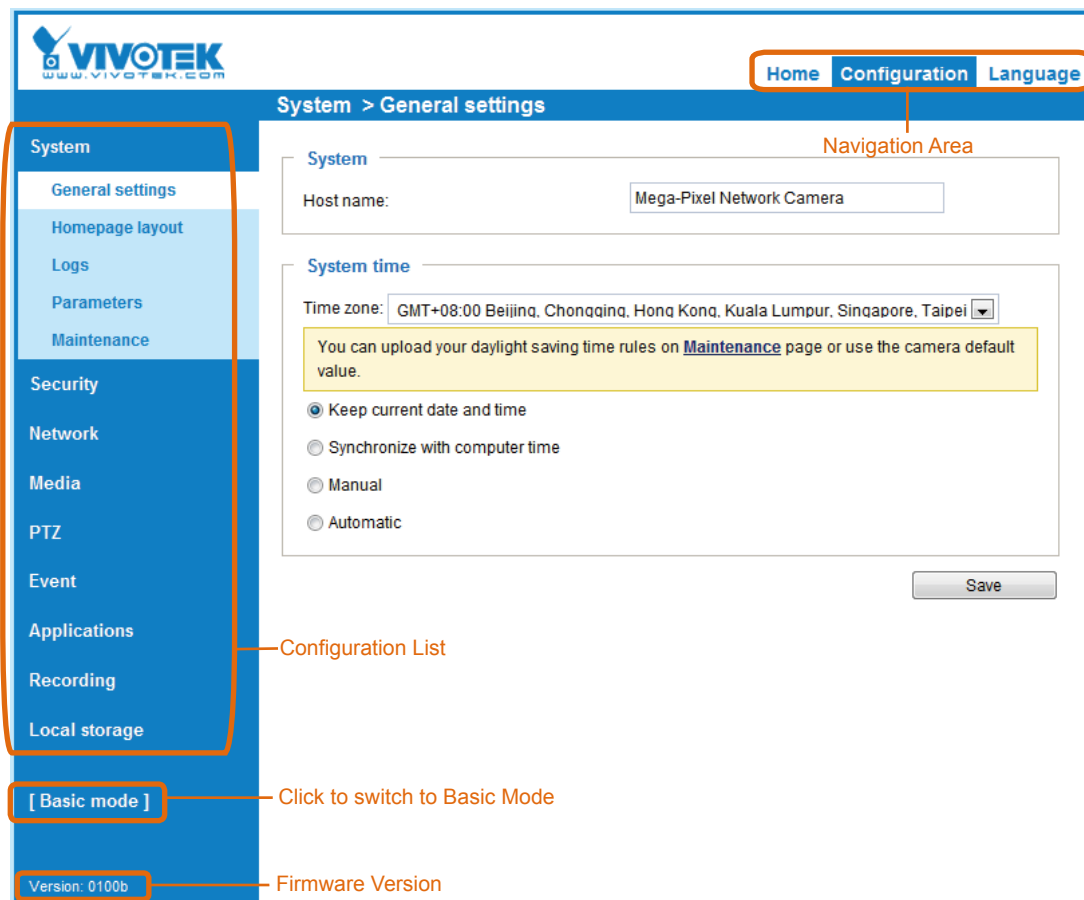 VIVOTEK
WWW.VIVOTEK.COM
Home Configuration Language
System > General settings
Navigation Area
System
General settings
Homepage layout
Logs
Parameters
Maintenance
Security
Network
Media
PTZ
Event
Applications
Recording
Local storage
[ Basic mode ]
Version: 0100b
System
Host name: Mega-Pixel Network Camera
System time
Time zone: GMT+08:00 Beijing, Chongqing, Hong Kong, Kuala Lumpur, Singapore, Taipei
You can upload your daylight saving time rules on Maintenance page or use the camera default
value.
Keep current date and time
Synchronize with computer time
Manual
Automatic
Save
Configuration List
Click to switch to Basic Mode
Firmware Version